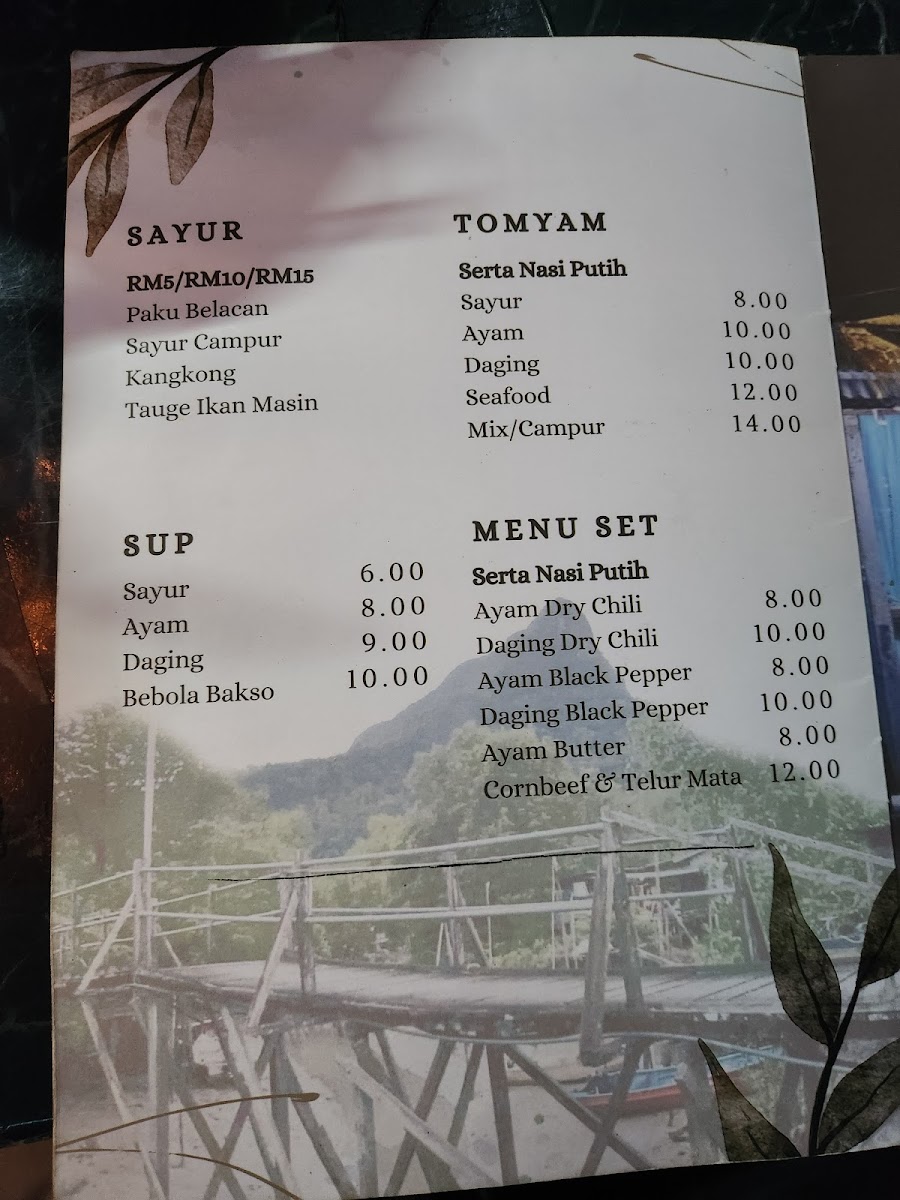 SAYUR
RM5/RM10/RM15
Paku Belacan
Sayur Campur
Kangkong
Tauge Ikan Masin
TOMYAM
Serta Nasi Putih
Sayur 8.00
Ayam 10.00
Daging 10.00
Seafood 12.00
Mix/Campur 14.00
SUP
Sayur 6.00
Ayam 8.00
Daging 9.00
Bebola Bakso 10.00
MENU SET
Serta Nasi Putih
Ayam Dry Chili 8.00
Daging Dry Chili 10.00
Ayam Black Pepper 8.00
Daging Black Pepper 10.00
Ayam Butter 8.00
Cornbeef & Telur Mata 12.00